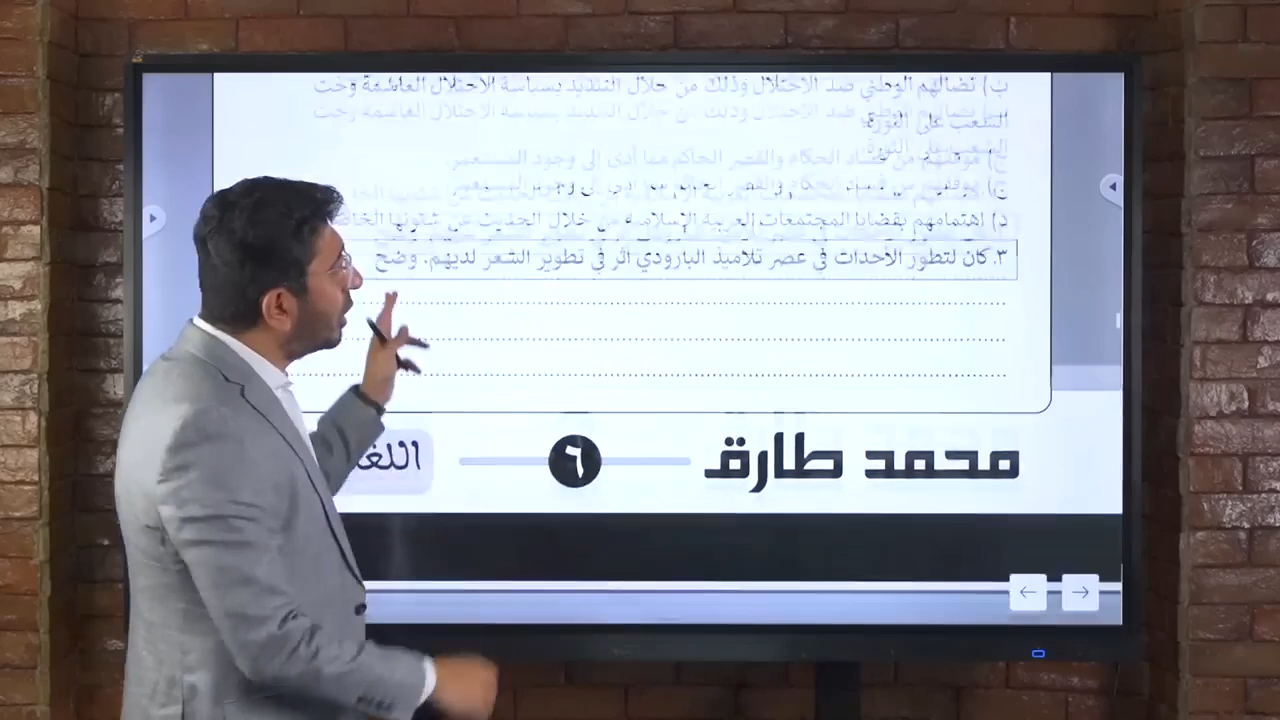 ب) نضالهم الوطني ضد الاحتلال وذلك من خلال التنديد بسياسة الاحتلال الغاشمة وحث
الشعب على الثورة.
ج) موقفهم من فساد الحكام والقصر الحاكم مما أدى إلى وجود المستعمر.
د) اهتمامهم بقضايا المجتمعات العربية الإسلامية من خلال الحديث عن شئونها
٣. كان لتطور الأحداث في عصر تلاميذ البارودي أثر في تطوير الشعر لديهم. وضح
محمد طارق
٦